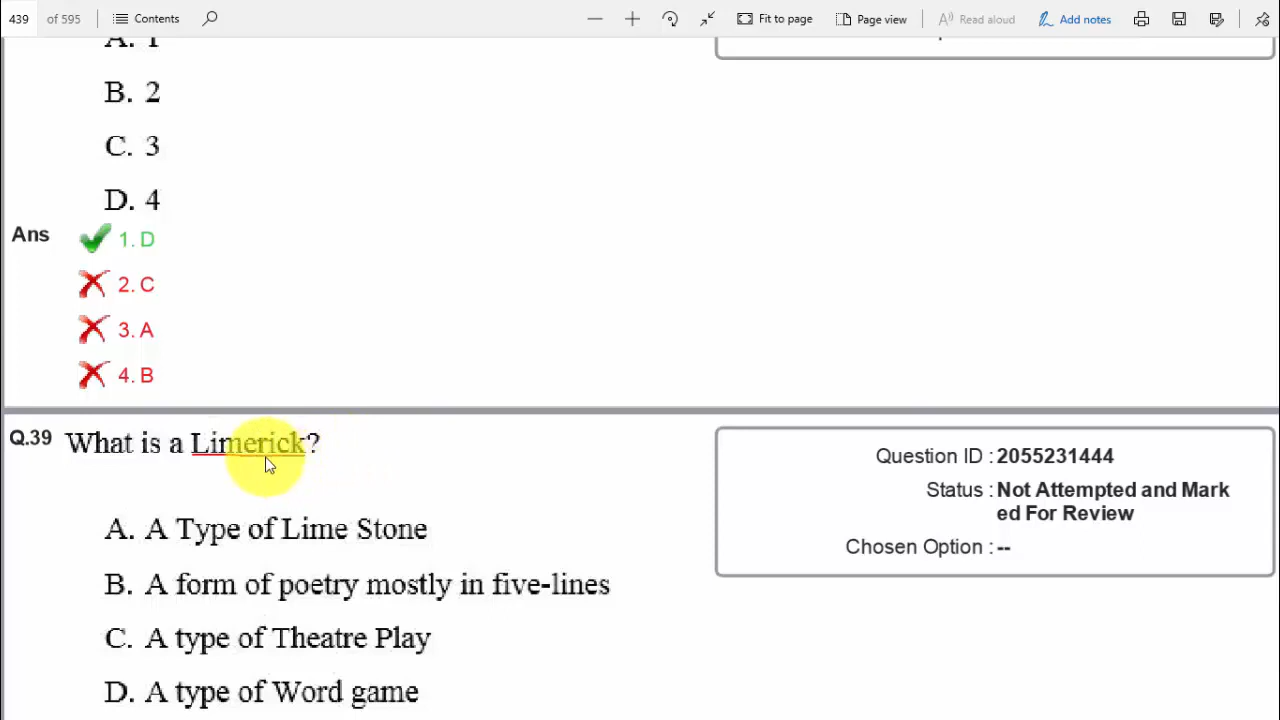 439 of 595 Contents Fit to page Page view Read aloud Add notes
A. 1
B. 2
C. 3
D. 4
Ans 1. D
2. C
3. A
4. B
Q.39 What is a Limerick?
A. A Type of Lime Stone
B. A form of poetry mostly in five-lines
C. A type of Theatre Play
D. A type of Word game
Question ID : 2055231444
Status : Not Attempted and Mark
ed For Review
Chosen Option : --